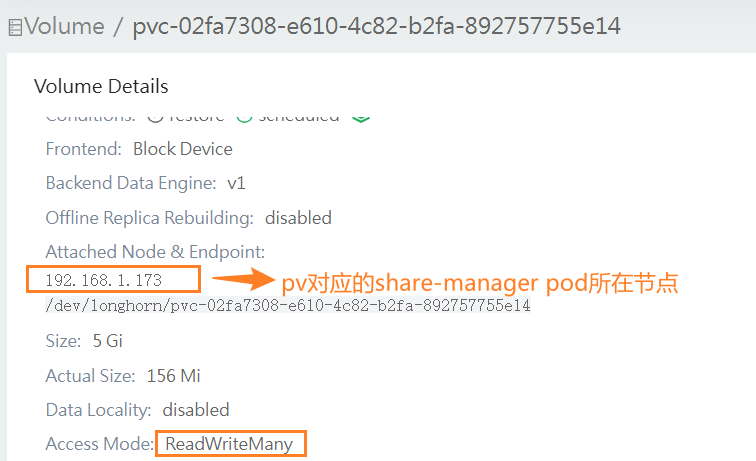 Volume / pvc-02fa7308-e610-4c82-b2fa-892757755e14
Volume Details
Conditions: restore scheduled
Frontend: Block Device
Backend Data Engine: v1
Offline Replica Rebuilding: disabled
Attached Node & Endpoint:
192.168.1.173 pv对应的share-manager pod所在节点
/dev/longhorn/pvc-02fa7308-e610-4c82-b2fa-892757755e14
Size: 5 Gi
Actual Size: 156 Mi
Data Locality: disabled
Access Mode: ReadWriteMany